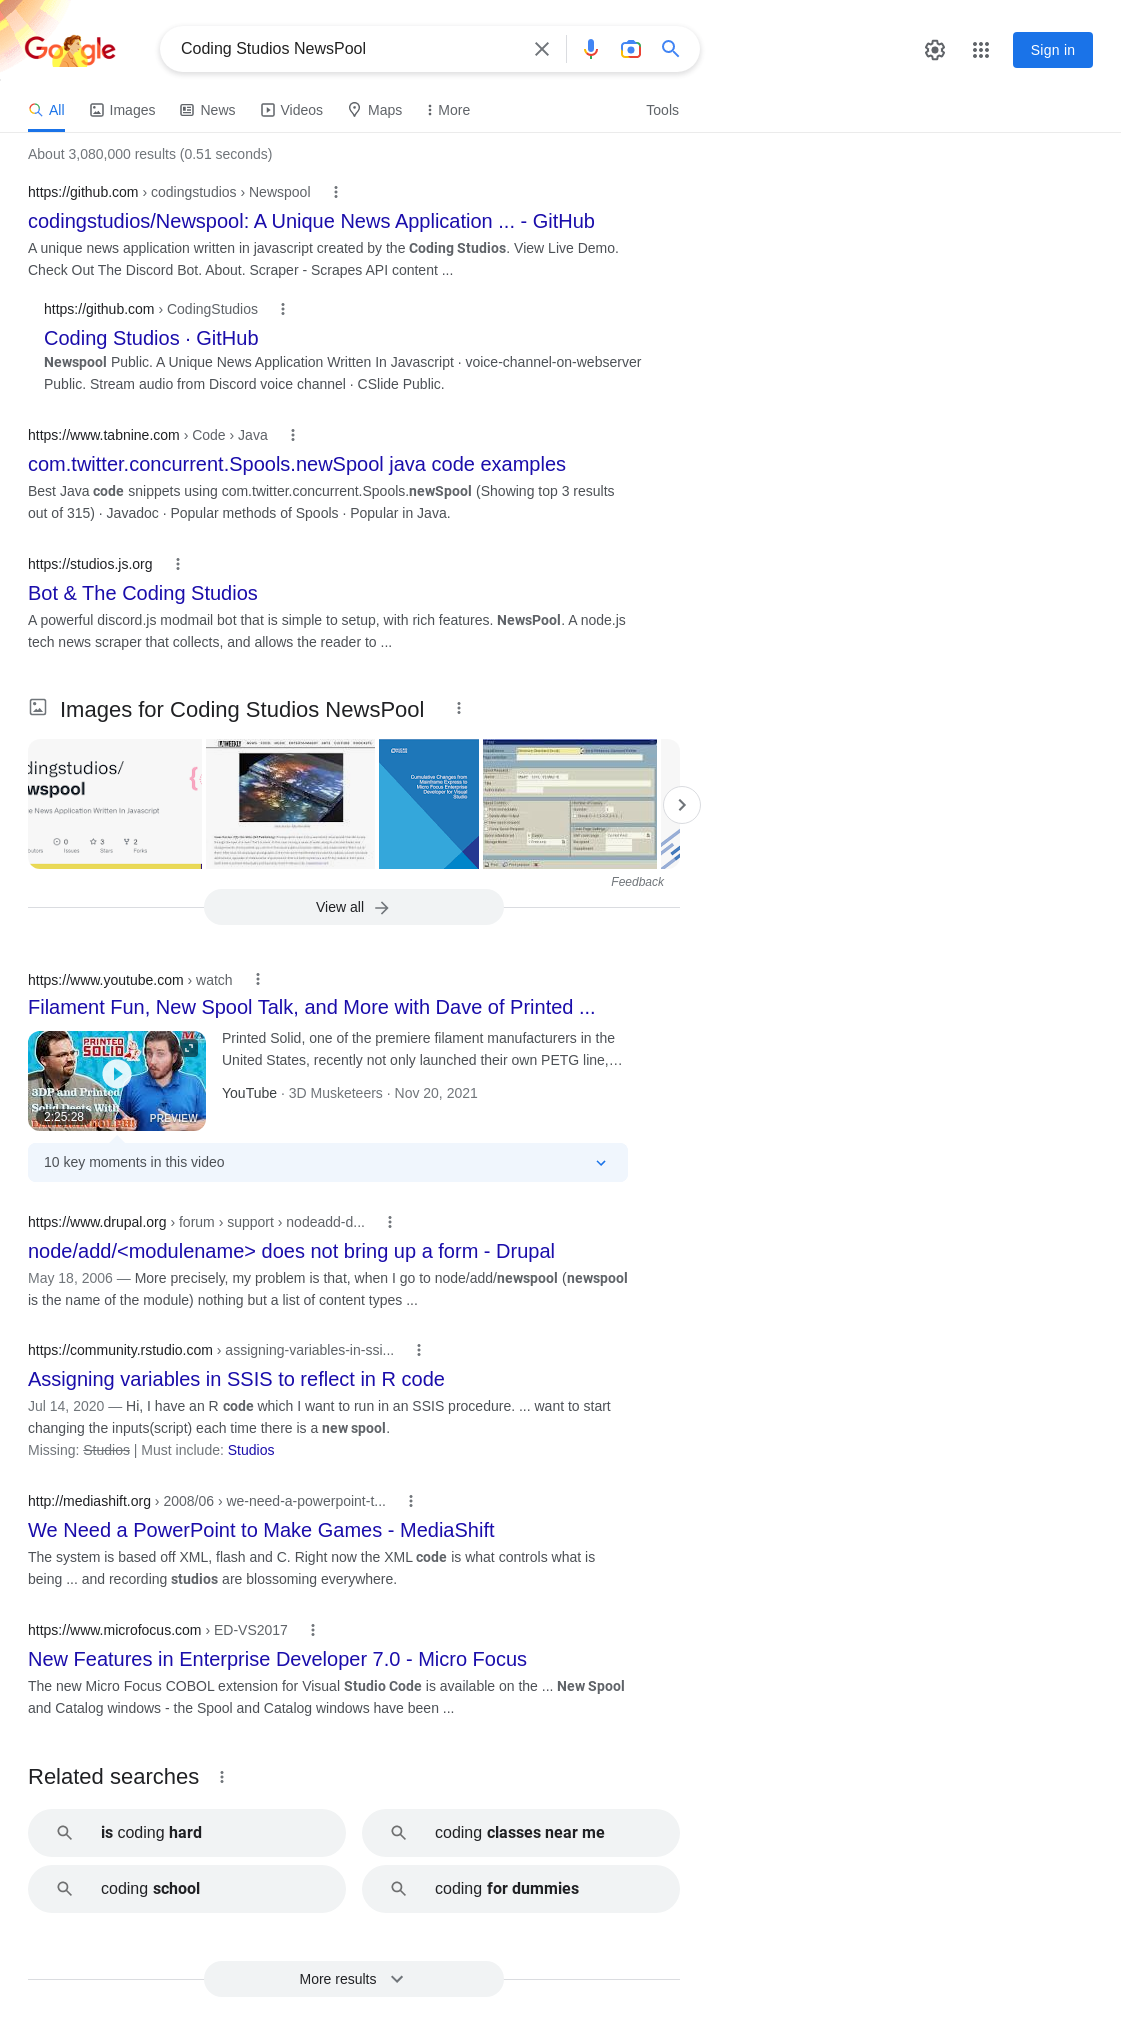 Google
Coding Studios NewsPool
Sign in
All
Images
News
Videos
Maps
More
Tools
About 3,080,000 results (0.51 seconds)
https://github.com › codingstudios › Newspool
codingstudios/Newspool: A Unique News Application ... - GitHub
A unique news application written in javascript created by the Coding Studios. View Live Demo.
Check Out The Discord Bot. About. Scraper - Scrapes API content ...
https://github.com › CodingStudios
Coding Studios · GitHub
Newspool Public. A Unique News Application Written In Javascript · voice-channel-on-webserver
Public. Stream audio from Discord voice channel · CSlide Public.
https://www.tabnine.com › Code › Java
com.twitter.concurrent.Spools.newSpool java code examples
Best Java code snippets using com.twitter.concurrent.Spools.newSpool (Showing top 3 results
out of 315) · Javadoc · Popular methods of Spools · Popular in Java.
https://studios.js.org
Bot & The Coding Studios
A powerful discord.js modmail bot that is simple to setup, with rich features. NewsPool. A node.js
tech news scraper that collects, and allows the reader to ...
Images for Coding Studios NewsPool
dingstudios/
wspool
e News Application Written In Javascript
0
3
2
Issues
Stars
Forks
Cumulative Changes from
Mainframe Express to
Micro Focus Enterprise
Developer for Visual
Studio
Feedback
View all
https://www.youtube.com › watch
Filament Fun, New Spool Talk, and More with Dave of Printed ...
PRINTED
SOLID
3DP and Printed
Solid Deets With
2:25:28
PREVIEW
Printed Solid, one of the premiere filament manufacturers in the
United States, recently not only launched their own PETG line,…
YouTube · 3D Musketeers · Nov 20, 2021
10 key moments in this video
https://www.drupal.org › forum › support › nodeadd-d...
node/add/<modulename> does not bring up a form - Drupal
May 18, 2006 — More precisely, my problem is that, when I go to node/add/newspool (newspool
is the name of the module) nothing but a list of content types ...
https://community.rstudio.com › assigning-variables-in-ssi...
Assigning variables in SSIS to reflect in R code
Jul 14, 2020 — Hi, I have an R code which I want to run in an SSIS procedure. ... want to start
changing the inputs(script) each time there is a new spool.
Missing: Studios | Must include: Studios
http://mediashift.org › 2008/06 › we-need-a-powerpoint-t...
We Need a PowerPoint to Make Games - MediaShift
The system is based off XML, flash and C. Right now the XML code is what controls what is
being ... and recording studios are blossoming everywhere.
https://www.microfocus.com › ED-VS2017
New Features in Enterprise Developer 7.0 - Micro Focus
The new Micro Focus COBOL extension for Visual Studio Code is available on the ... New Spool
and Catalog windows - the Spool and Catalog windows have been ...
Related searches
is coding hard
coding classes near me
coding school
coding for dummies
More results